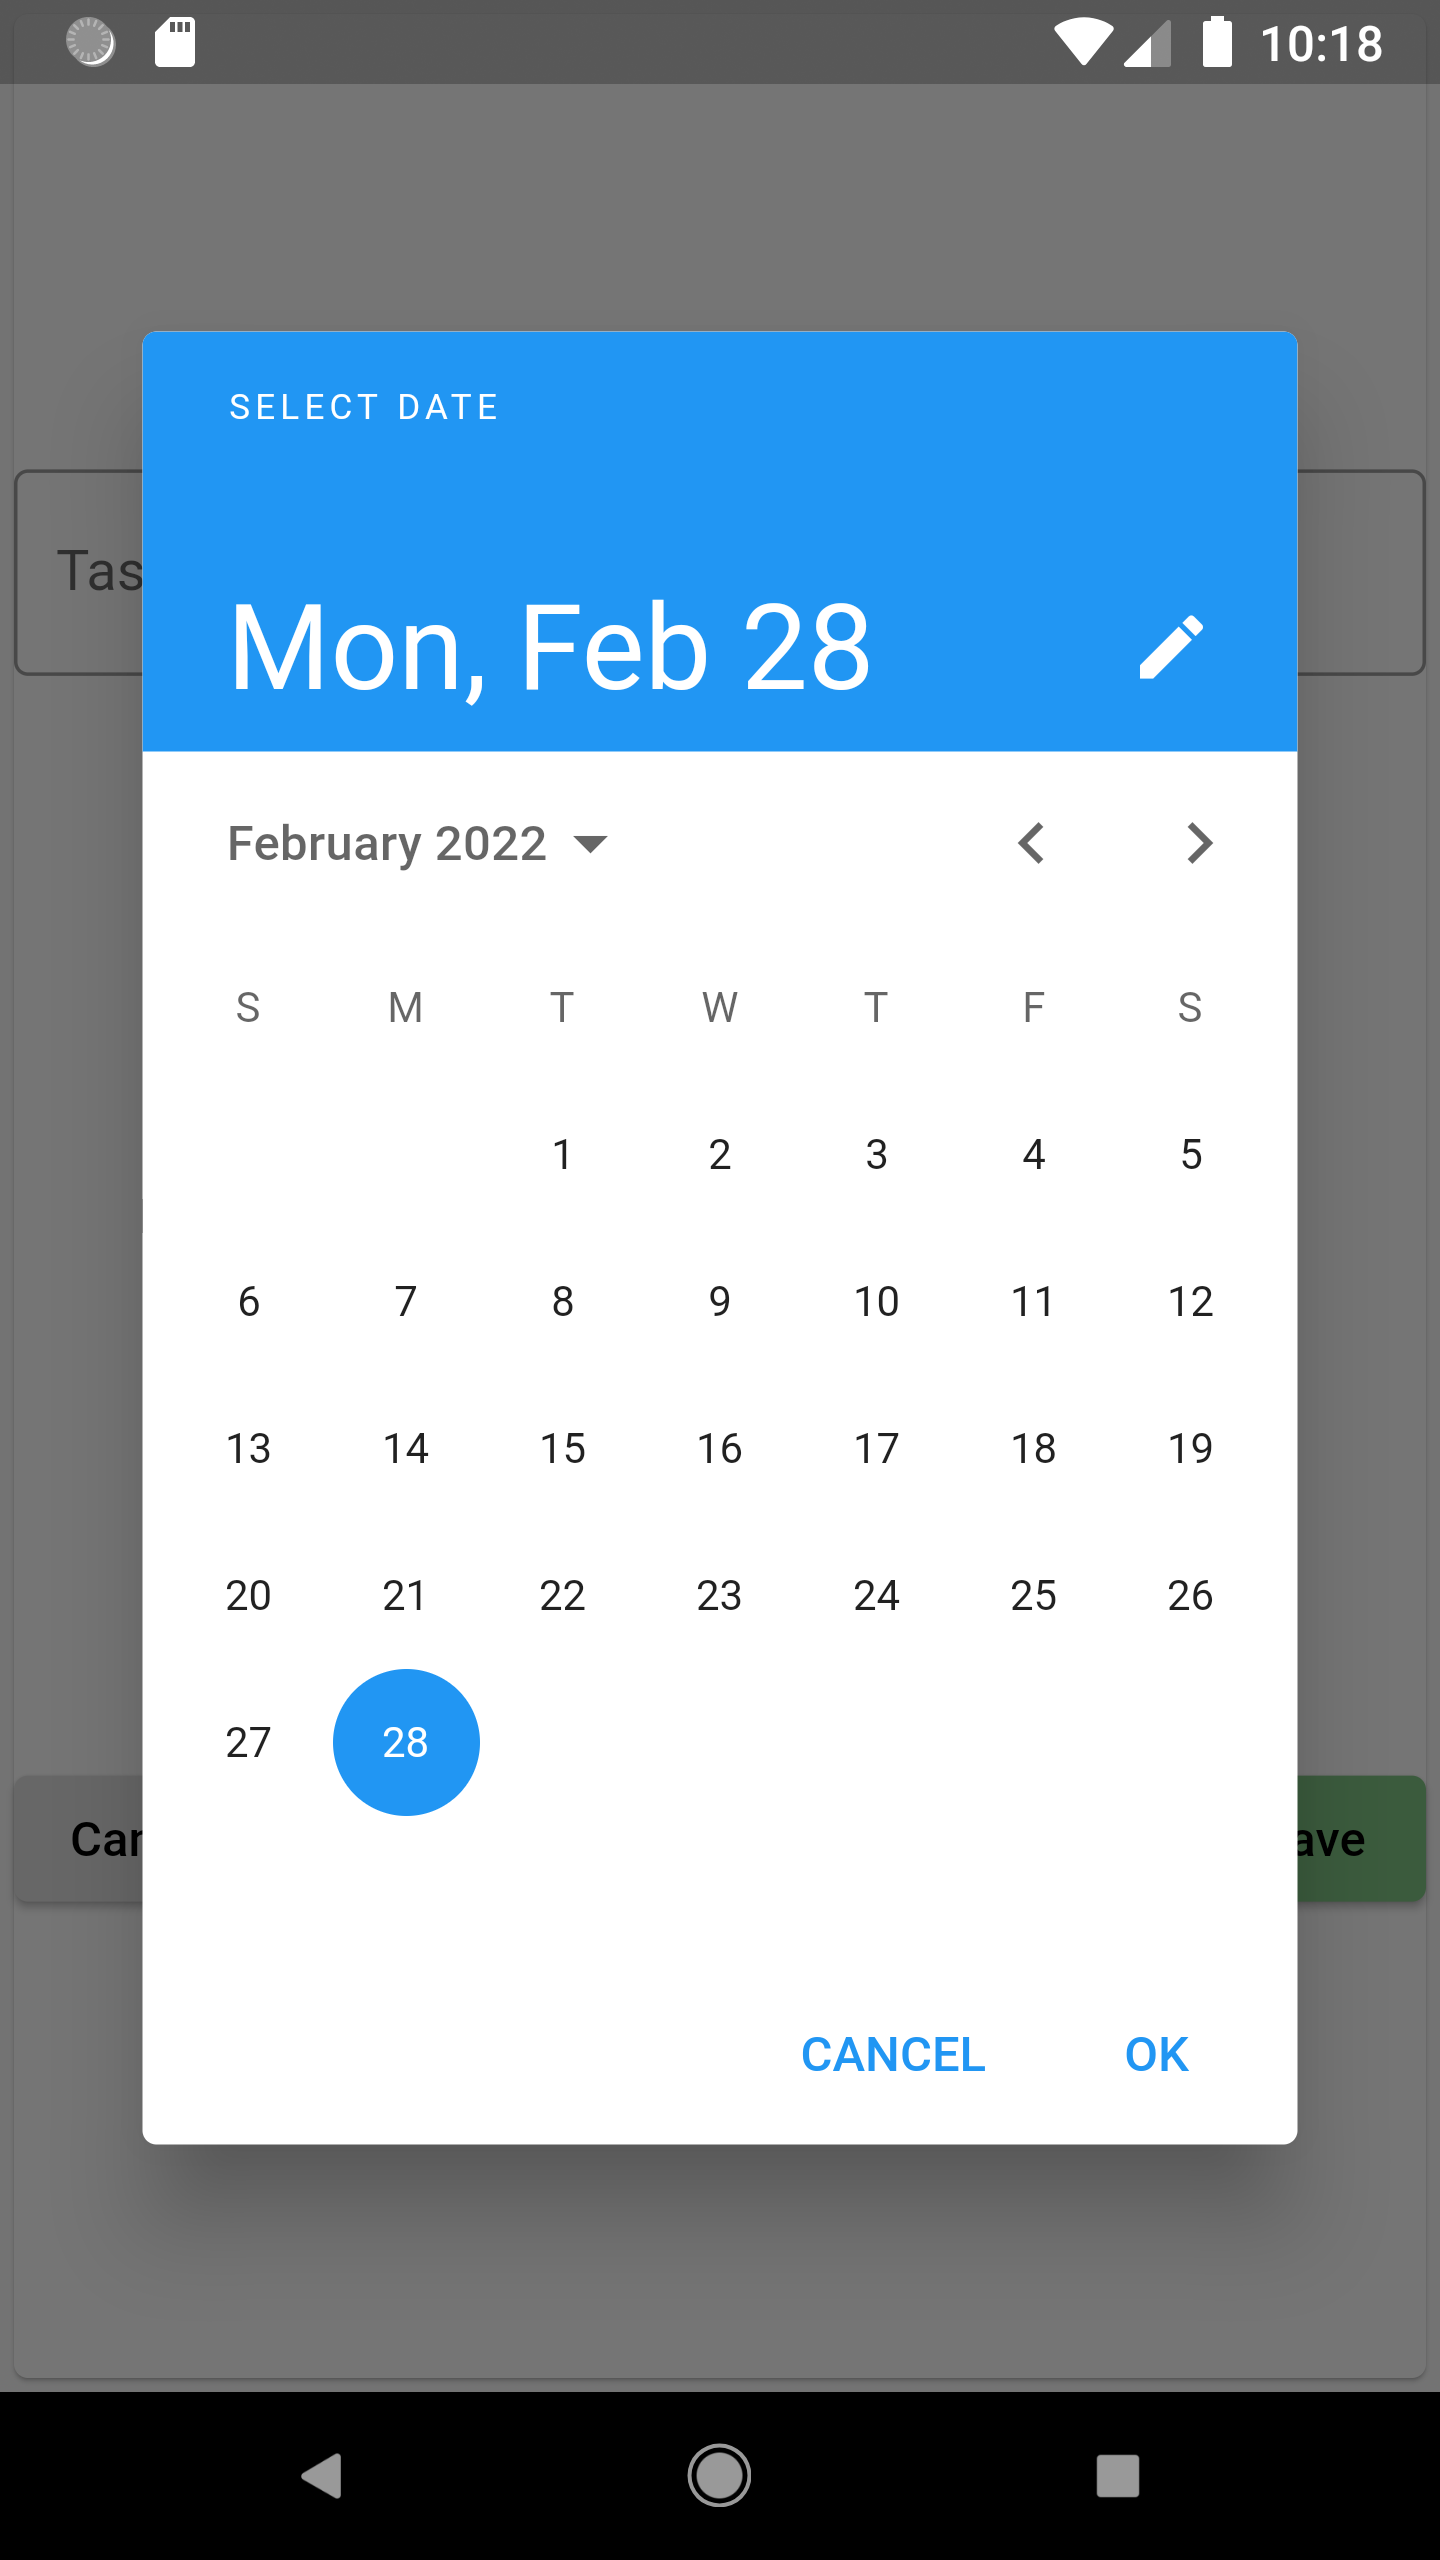 10:18
SELECT DATE
Tas
Mon, Feb 28
February 2022
S M T W T F S
1 2 3 4 5
6 7 8 9 10 11 12
13 14 15 16 17 18 19
20 21 22 23 24 25 26
27 28
Can ave
CANCEL OK